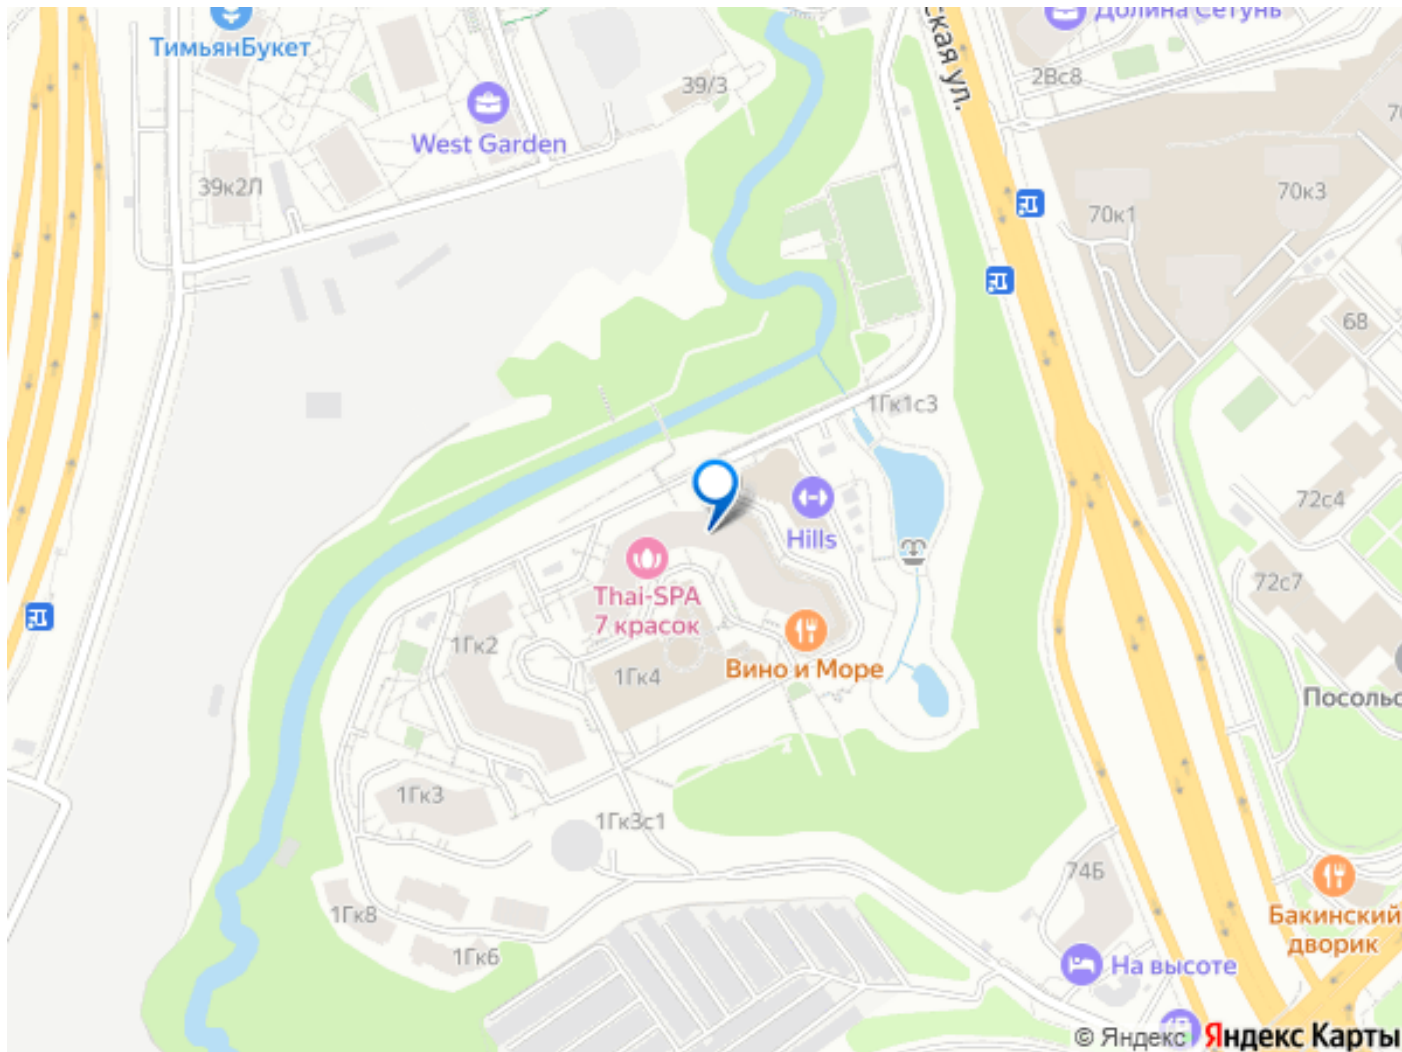 ТимьянБукет
Долина Сетунь
ская ул.
2Вс8
39/3
West Garden
39к2Л
70к1
70к3
68
1Гк1с3
72с4
Hills
72с7
Thai-SPA
7 красок
1Гк2
1Гк4
Вино и Море
Посольс
1Гк3
1Гк3с1
74Б
1Гк8
1Гк6
Бакинский
дворик
На высоте
© Яндекс Яндекс Карты